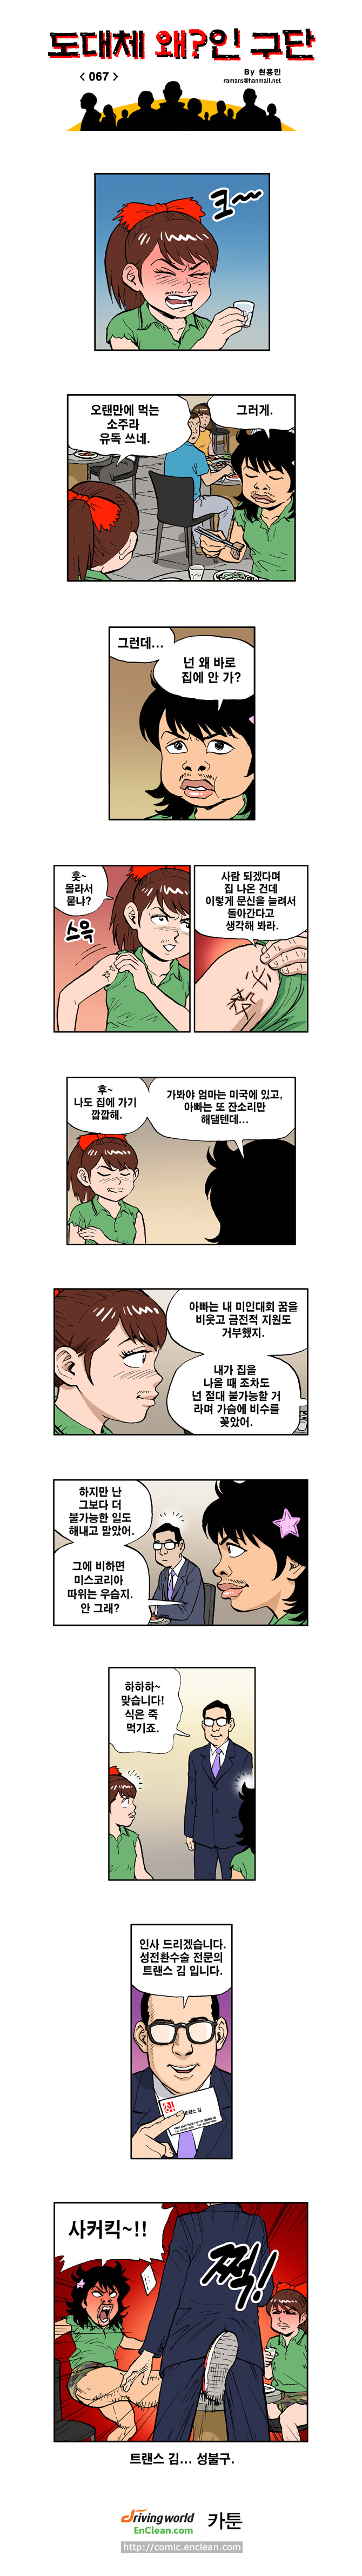 도대체 왜?인 구단
< 067 >
By 현용민
ramans@hanmail.net
크~~
오랜만에 먹는
소주라
유독 쓰네.
그러게.
그런데...
넌 왜 바로
집에 안 가?
훗~
몰라서
묻냐?
스윽
사람 되겠다며
집 나온 건데
이렇게 문신을 늘려서
돌아간다고
생각해 봐라.
후~
나도 집에 가기
깝깝해.
가봐야 엄마는 미국에 있고,
아빠는 또 잔소리만
해댈텐데...
아빠는 내 미인대회 꿈을
비웃고 금전적 지원도
거부했지.
내가 집을
나올 때 조차도
넌 절대 불가능할 거
라며 가슴에 비수를
꽂았어.
하지만 난
그보다 더
불가능한 일도
해내고 말았어.
그에 비하면
미스코리아
따위는 우습지.
안 그래?
하하하~
맞습니다!
식은 죽
먹기죠.
인사 드리겠습니다.
성전환수술 전문의
트랜스 김 입니다.
트랜스 김
사커킥~!!
쩍!
트랜스 김... 성불구.
driving world
EnClean.com
카툰
http://comic.enclean.com